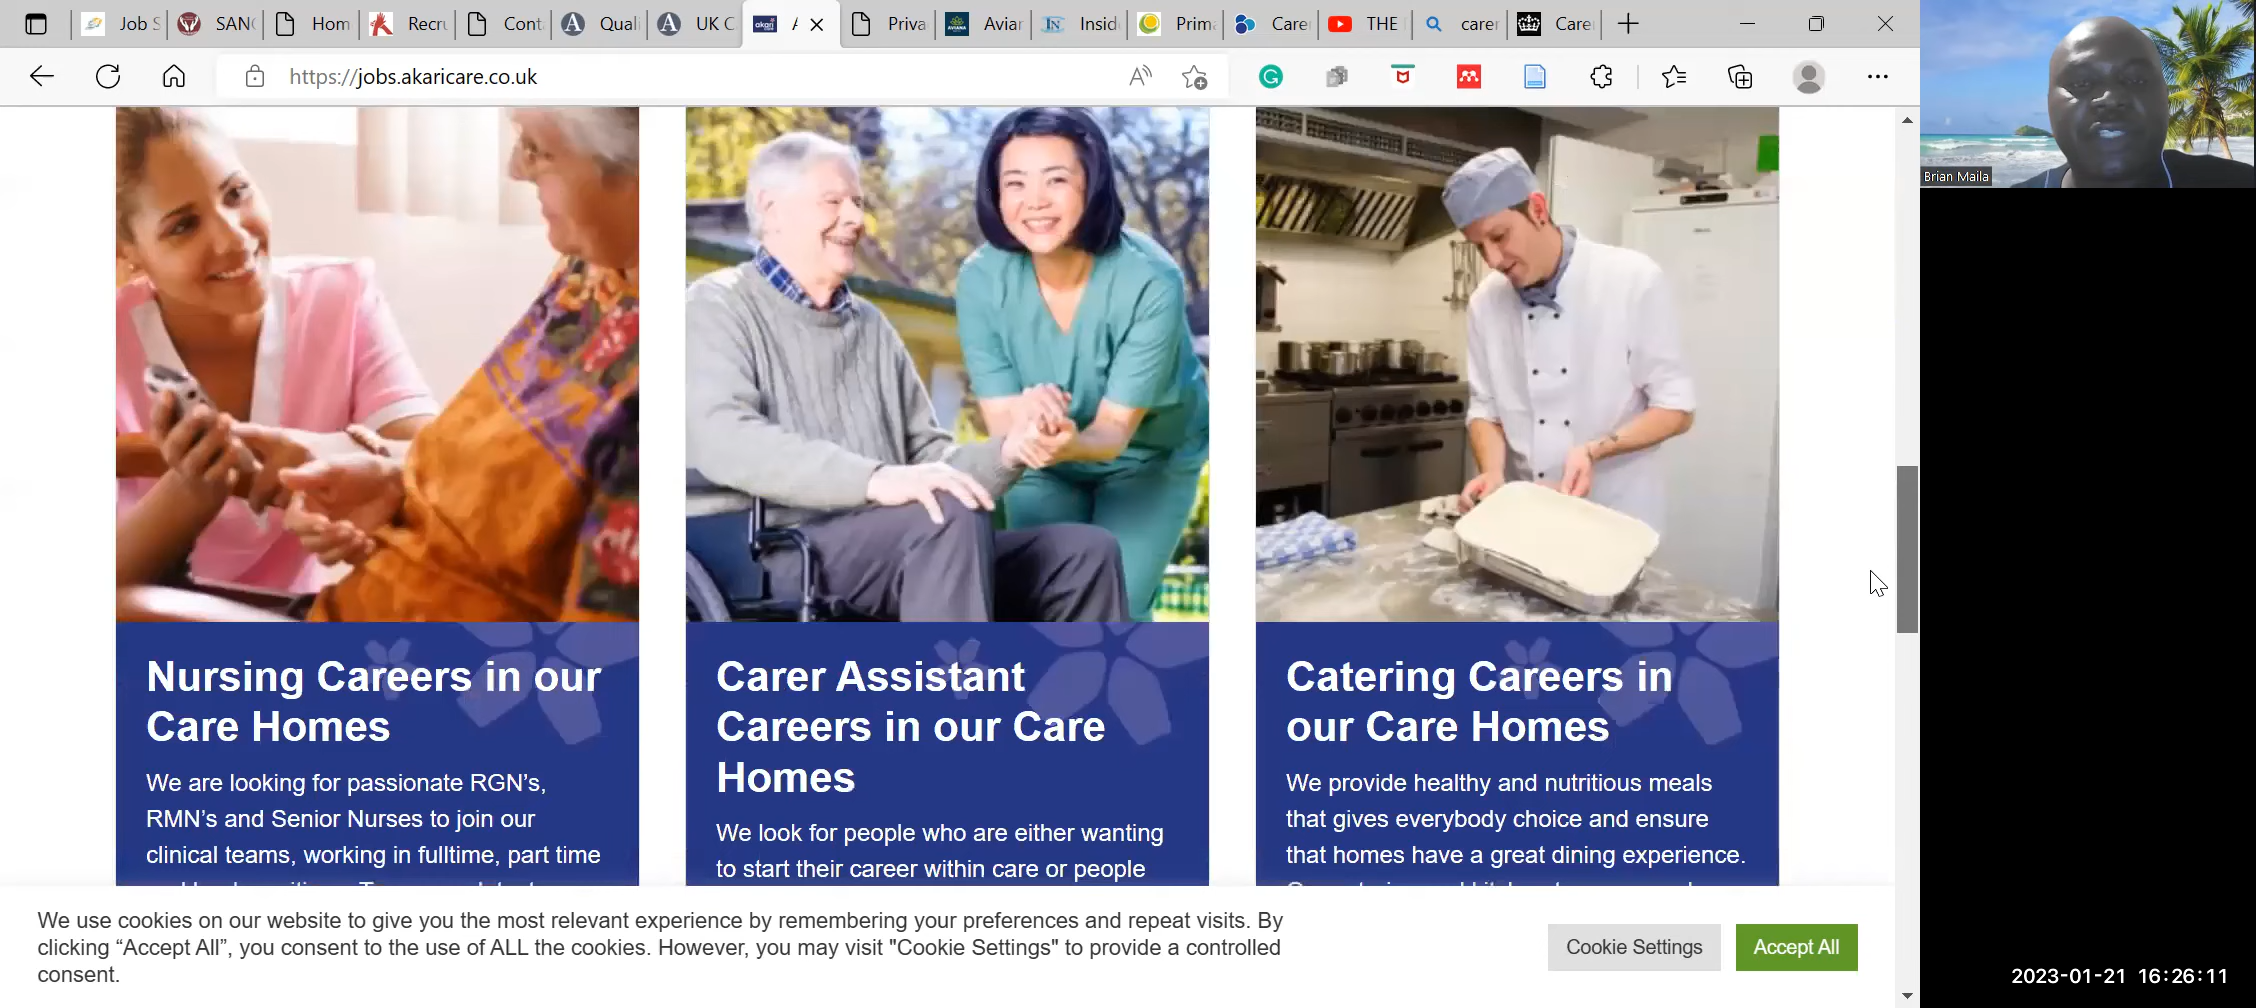 Job S
SAN
Hom
Recru
Cont
Quali
UK C
A
Priva
Aviar
Insid
Prima
Care
THE
carer
Care
https://jobs.akaricare.co.uk
Brian Maila
Nursing Careers in our
Care Homes
We are looking for passionate RGN’s,
RMN’s and Senior Nurses to join our
clinical teams, working in fulltime, part time
Carer Assistant
Careers in our Care
Homes
We look for people who are either wanting
to start their career within care or people
Catering Careers in
our Care Homes
We provide healthy and nutritious meals
that gives everybody choice and ensure
that homes have a great dining experience.
We use cookies on our website to give you the most relevant experience by remembering your preferences and repeat visits. By
clicking “Accept All”, you consent to the use of ALL the cookies. However, you may visit "Cookie Settings" to provide a controlled
consent.
Cookie Settings
Accept All
2023-01-21 16:26:11